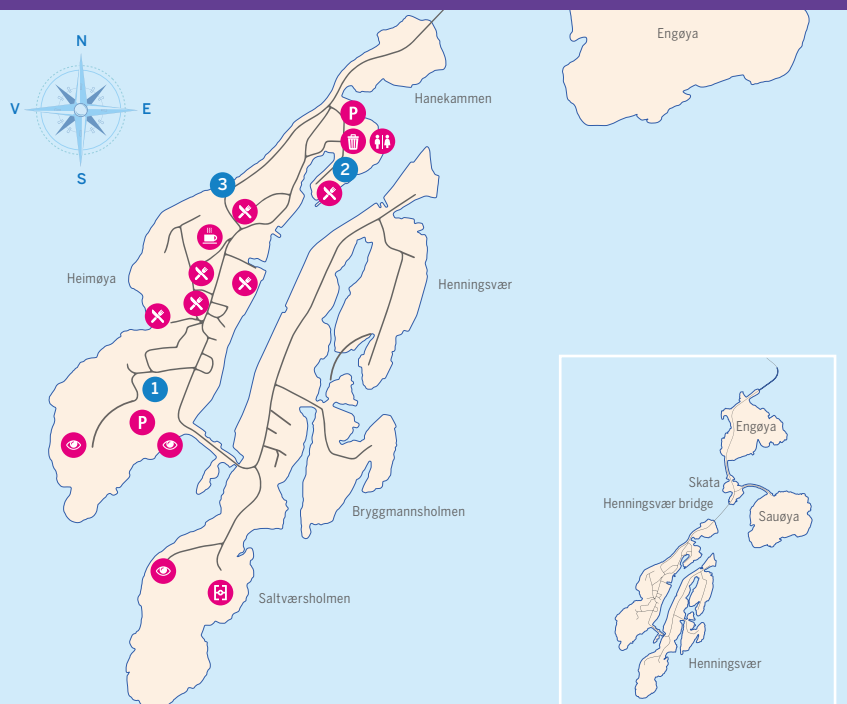 N
V
E
S
Engøya
Hanekammen
P
2
3
Heimøya
Henningsvær
1
P
Bryggmannsholmen
Saltværsholmen
Engøya
Skata
Henningsvær bridge
Sauøya
Henningsvær